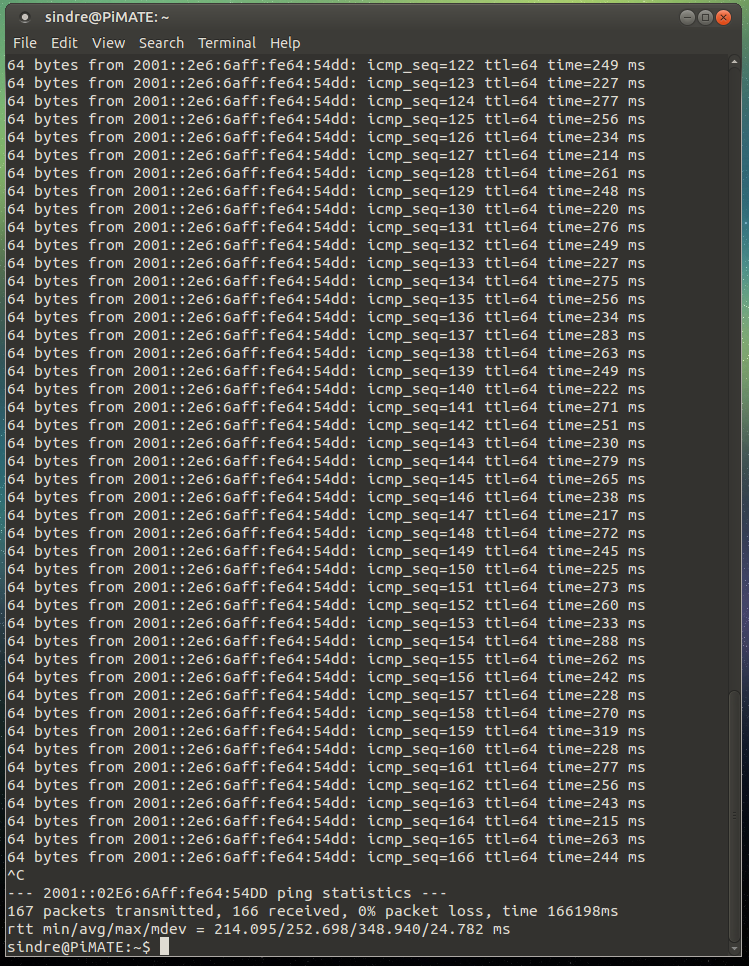 sindre@PiMATE: ~
File Edit View Search Terminal Help
64 bytes from 2001::2e6:6aff:fe64:54dd: icmp_seq=122 ttl=64 time=249 ms
64 bytes from 2001::2e6:6aff:fe64:54dd: icmp_seq=123 ttl=64 time=227 ms
64 bytes from 2001::2e6:6aff:fe64:54dd: icmp_seq=124 ttl=64 time=277 ms
64 bytes from 2001::2e6:6aff:fe64:54dd: icmp_seq=125 ttl=64 time=256 ms
64 bytes from 2001::2e6:6aff:fe64:54dd: icmp_seq=126 ttl=64 time=234 ms
64 bytes from 2001::2e6:6aff:fe64:54dd: icmp_seq=127 ttl=64 time=214 ms
64 bytes from 2001::2e6:6aff:fe64:54dd: icmp_seq=128 ttl=64 time=261 ms
64 bytes from 2001::2e6:6aff:fe64:54dd: icmp_seq=129 ttl=64 time=248 ms
64 bytes from 2001::2e6:6aff:fe64:54dd: icmp_seq=130 ttl=64 time=220 ms
64 bytes from 2001::2e6:6aff:fe64:54dd: icmp_seq=131 ttl=64 time=276 ms
64 bytes from 2001::2e6:6aff:fe64:54dd: icmp_seq=132 ttl=64 time=249 ms
64 bytes from 2001::2e6:6aff:fe64:54dd: icmp_seq=133 ttl=64 time=227 ms
64 bytes from 2001::2e6:6aff:fe64:54dd: icmp_seq=134 ttl=64 time=275 ms
64 bytes from 2001::2e6:6aff:fe64:54dd: icmp_seq=135 ttl=64 time=256 ms
64 bytes from 2001::2e6:6aff:fe64:54dd: icmp_seq=136 ttl=64 time=234 ms
64 bytes from 2001::2e6:6aff:fe64:54dd: icmp_seq=137 ttl=64 time=283 ms
64 bytes from 2001::2e6:6aff:fe64:54dd: icmp_seq=138 ttl=64 time=263 ms
64 bytes from 2001::2e6:6aff:fe64:54dd: icmp_seq=139 ttl=64 time=249 ms
64 bytes from 2001::2e6:6aff:fe64:54dd: icmp_seq=140 ttl=64 time=222 ms
64 bytes from 2001::2e6:6aff:fe64:54dd: icmp_seq=141 ttl=64 time=271 ms
64 bytes from 2001::2e6:6aff:fe64:54dd: icmp_seq=142 ttl=64 time=251 ms
64 bytes from 2001::2e6:6aff:fe64:54dd: icmp_seq=143 ttl=64 time=230 ms
64 bytes from 2001::2e6:6aff:fe64:54dd: icmp_seq=144 ttl=64 time=279 ms
64 bytes from 2001::2e6:6aff:fe64:54dd: icmp_seq=145 ttl=64 time=265 ms
64 bytes from 2001::2e6:6aff:fe64:54dd: icmp_seq=146 ttl=64 time=238 ms
64 bytes from 2001::2e6:6aff:fe64:54dd: icmp_seq=147 ttl=64 time=217 ms
64 bytes from 2001::2e6:6aff:fe64:54dd: icmp_seq=148 ttl=64 time=272 ms
64 bytes from 2001::2e6:6aff:fe64:54dd: icmp_seq=149 ttl=64 time=245 ms
64 bytes from 2001::2e6:6aff:fe64:54dd: icmp_seq=150 ttl=64 time=225 ms
64 bytes from 2001::2e6:6aff:fe64:54dd: icmp_seq=151 ttl=64 time=273 ms
64 bytes from 2001::2e6:6aff:fe64:54dd: icmp_seq=152 ttl=64 time=260 ms
64 bytes from 2001::2e6:6aff:fe64:54dd: icmp_seq=153 ttl=64 time=233 ms
64 bytes from 2001::2e6:6aff:fe64:54dd: icmp_seq=154 ttl=64 time=288 ms
64 bytes from 2001::2e6:6aff:fe64:54dd: icmp_seq=155 ttl=64 time=262 ms
64 bytes from 2001::2e6:6aff:fe64:54dd: icmp_seq=156 ttl=64 time=242 ms
64 bytes from 2001::2e6:6aff:fe64:54dd: icmp_seq=157 ttl=64 time=228 ms
64 bytes from 2001::2e6:6aff:fe64:54dd: icmp_seq=158 ttl=64 time=270 ms
64 bytes from 2001::2e6:6aff:fe64:54dd: icmp_seq=159 ttl=64 time=319 ms
64 bytes from 2001::2e6:6aff:fe64:54dd: icmp_seq=160 ttl=64 time=228 ms
64 bytes from 2001::2e6:6aff:fe64:54dd: icmp_seq=161 ttl=64 time=277 ms
64 bytes from 2001::2e6:6aff:fe64:54dd: icmp_seq=162 ttl=64 time=256 ms
64 bytes from 2001::2e6:6aff:fe64:54dd: icmp_seq=163 ttl=64 time=243 ms
64 bytes from 2001::2e6:6aff:fe64:54dd: icmp_seq=164 ttl=64 time=215 ms
64 bytes from 2001::2e6:6aff:fe64:54dd: icmp_seq=165 ttl=64 time=263 ms
64 bytes from 2001::2e6:6aff:fe64:54dd: icmp_seq=166 ttl=64 time=244 ms
^C
--- 2001::02E6:6Aff:fe64:54DD ping statistics ---
167 packets transmitted, 166 received, 0% packet loss, time 166198ms
rtt min/avg/max/mdev = 214.095/252.698/348.940/24.782 ms
sindre@PiMATE:~$